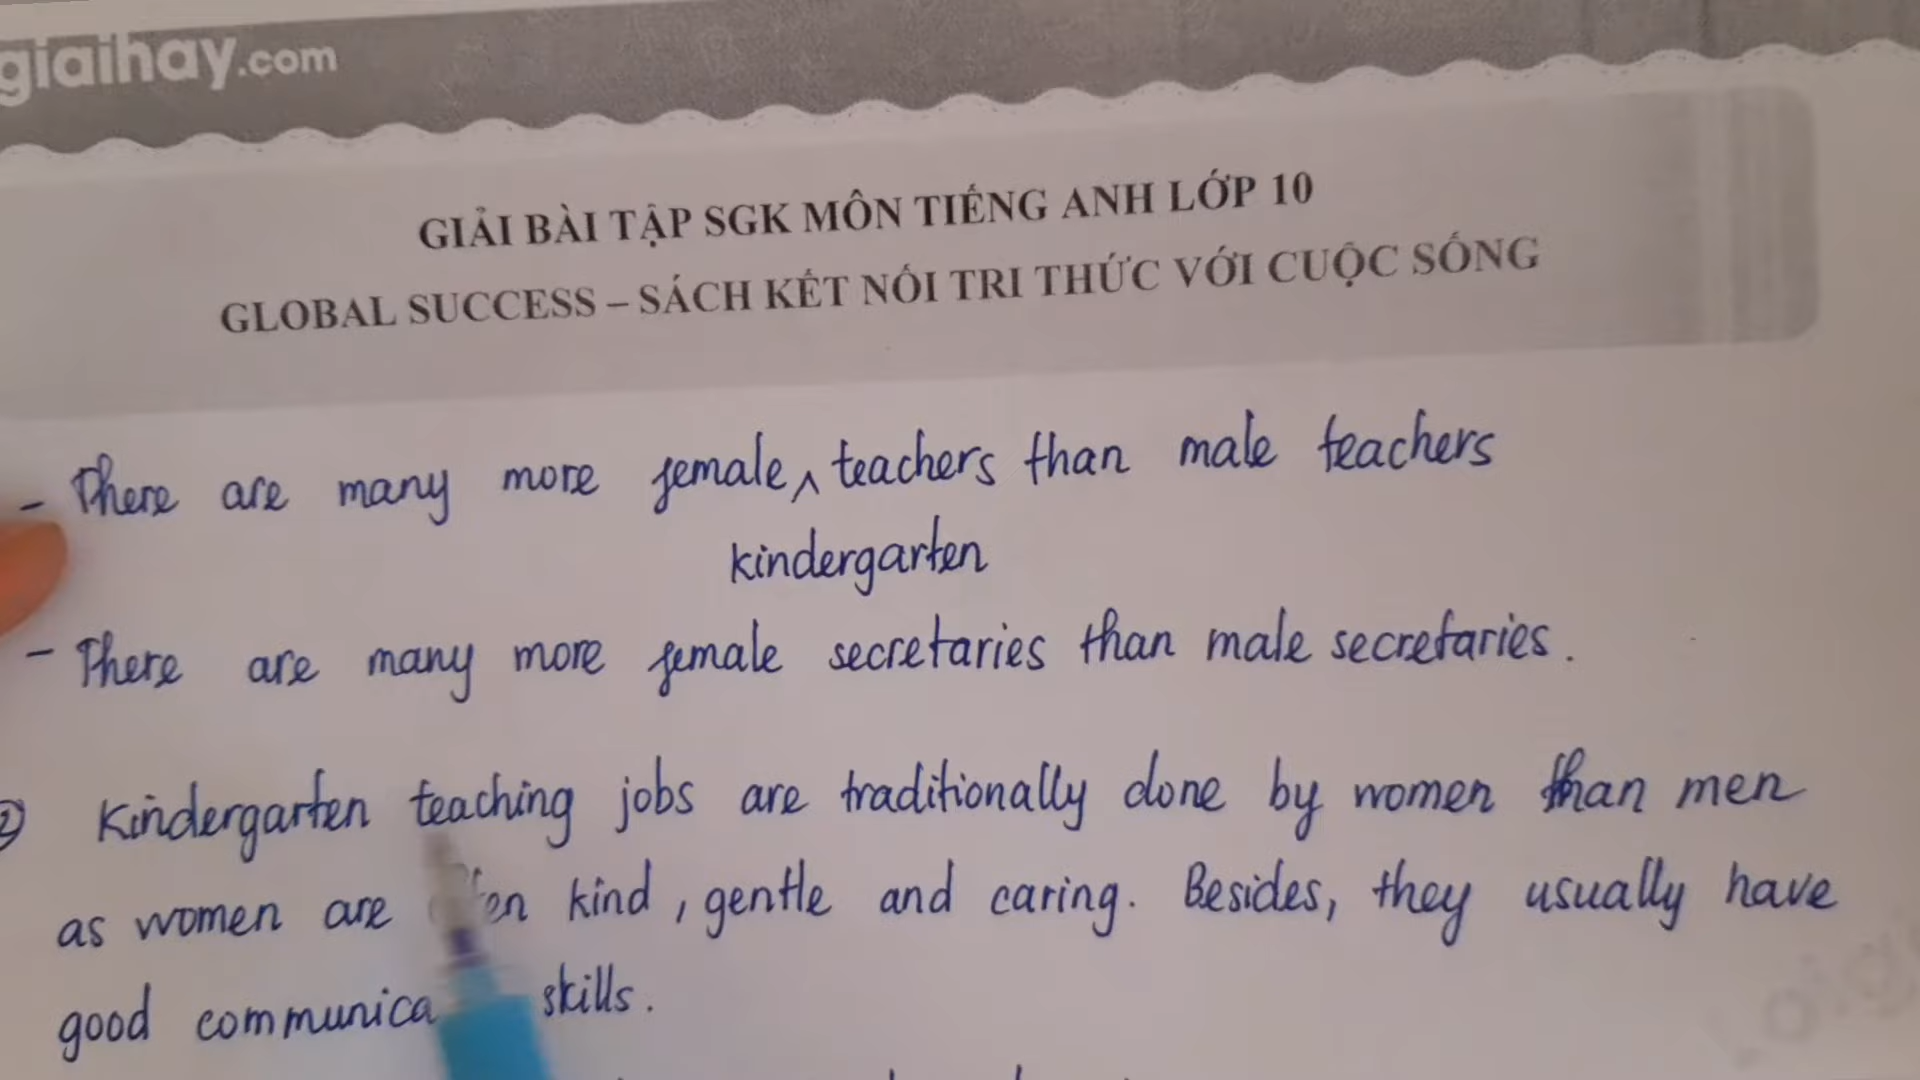 giaihay.com
GIẢI BÀI TẬP SGK MÔN TIẾNG ANH LỚP 10
GLOBAL SUCCESS – SÁCH KẾT NỐI TRI THỨC VỚI CUỘC SỐNG
- There are many more female ^ teachers than male teachers
kindergarten
- There are many more female secretaries than male secretaries.
② Kindergarten teaching jobs are traditionally done by women than men
as women are kind, gentle and caring. Besides, they usually have
good communica skills.